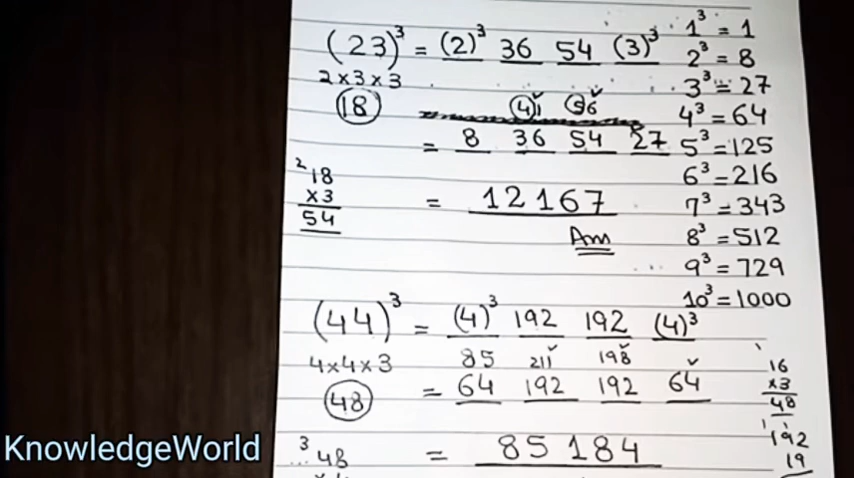 (23)³ = (2)³ 36 54 (3)³
2×3×3
(18)
41 56
= 8 36 54 27
²18
×3
54
= 12167
Ans
1³ = 1
2³ = 8
3³ = 27
4³ = 64
5³ = 125
6³ = 216
7³ = 343
8³ = 512
9³ = 729
10³ = 1000
(44)³ = (4)³ 192 192 (4)³
4×4×3
(48)
85 211 198
= 64 192 192 64
16
×3
48
192
19
³48
= 85184
KnowledgeWorld